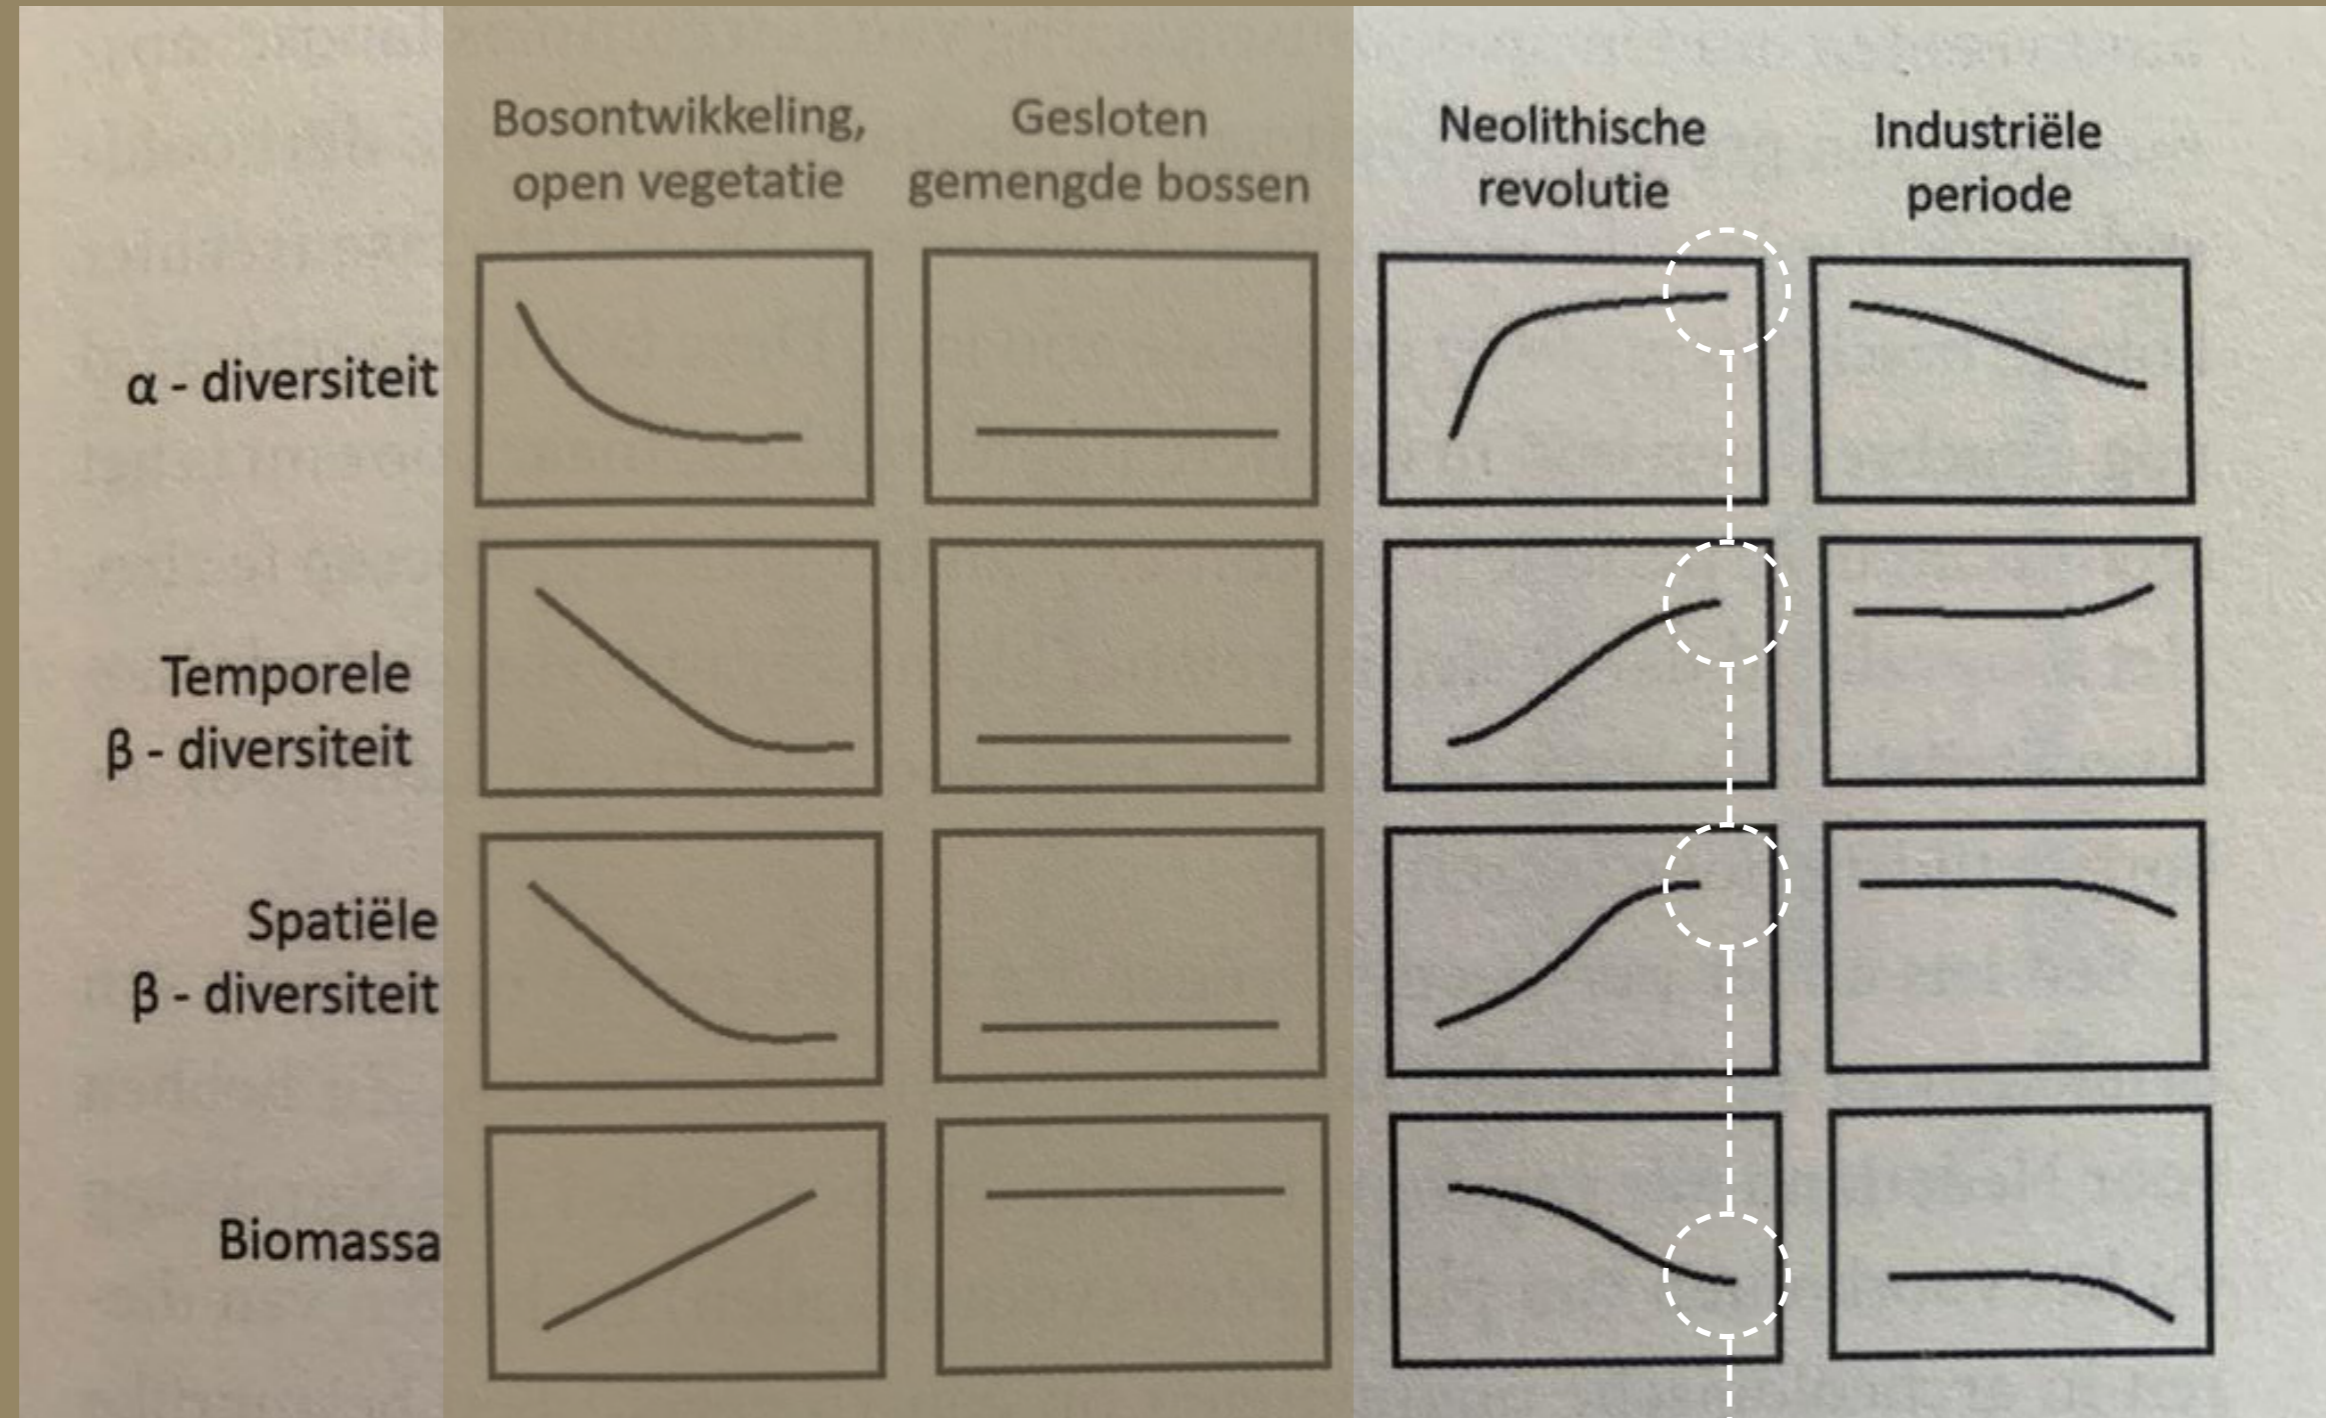 Bosontwikkeling,
open vegetatie
Gesloten
gemengde bossen
Neolithische
revolutie
Industriële
periode
α - diversiteit
Temporele
β - diversiteit
Spatiële
β - diversiteit
Biomassa